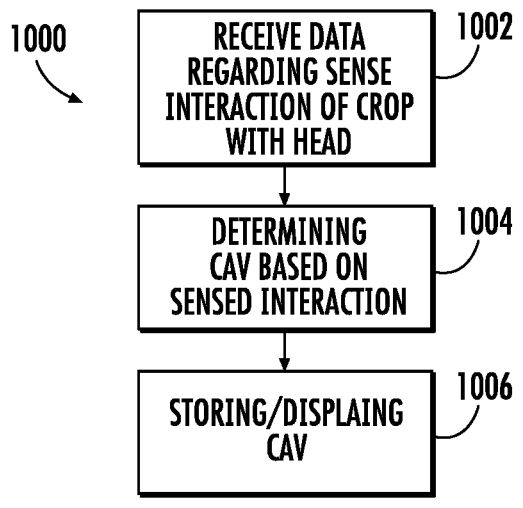 1000
RECEIVE DATA
REGARDING SENSE
INTERACTION OF CROP
WITH HEAD
1002
DETERMINING
CAV BASED ON
SENSED INTERACTION
1004
STORING/DISPLAING
CAV
1006